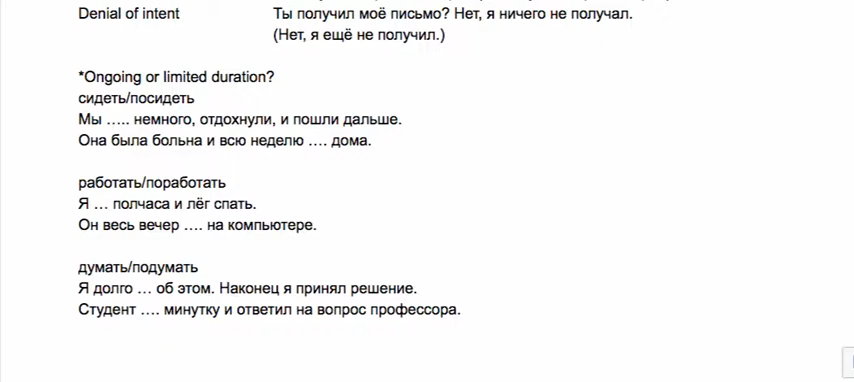 Denial of intent Ты получил моё письмо? Нет, я ничего не получал.
(Нет, я ещё не получил.)
*Ongoing or limited duration?
сидеть/посидеть
Мы ….. немного, отдохнули, и пошли дальше.
Она была больна и всю неделю …. дома.
работать/поработать
Я … полчаса и лёг спать.
Он весь вечер …. на компьютере.
думать/подумать
Я долго … об этом. Наконец я принял решение.
Студент …. минутку и ответил на вопрос профессора.